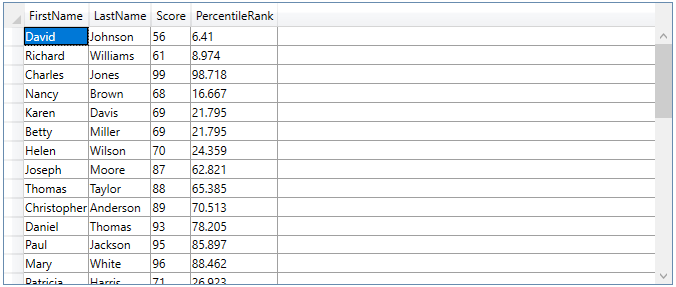 FirstName LastName Score PercentileRank
David Johnson 56 6.41
Richard Williams 61 8.974
Charles Jones 99 98.718
Nancy Brown 68 16.667
Karen Davis 69 21.795
Betty Miller 69 21.795
Helen Wilson 70 24.359
Joseph Moore 87 62.821
Thomas Taylor 88 65.385
Christopher Anderson 89 70.513
Daniel Thomas 93 78.205
Paul Jackson 95 85.897
Mary White 96 88.462
Patricia Harris 71 26.923